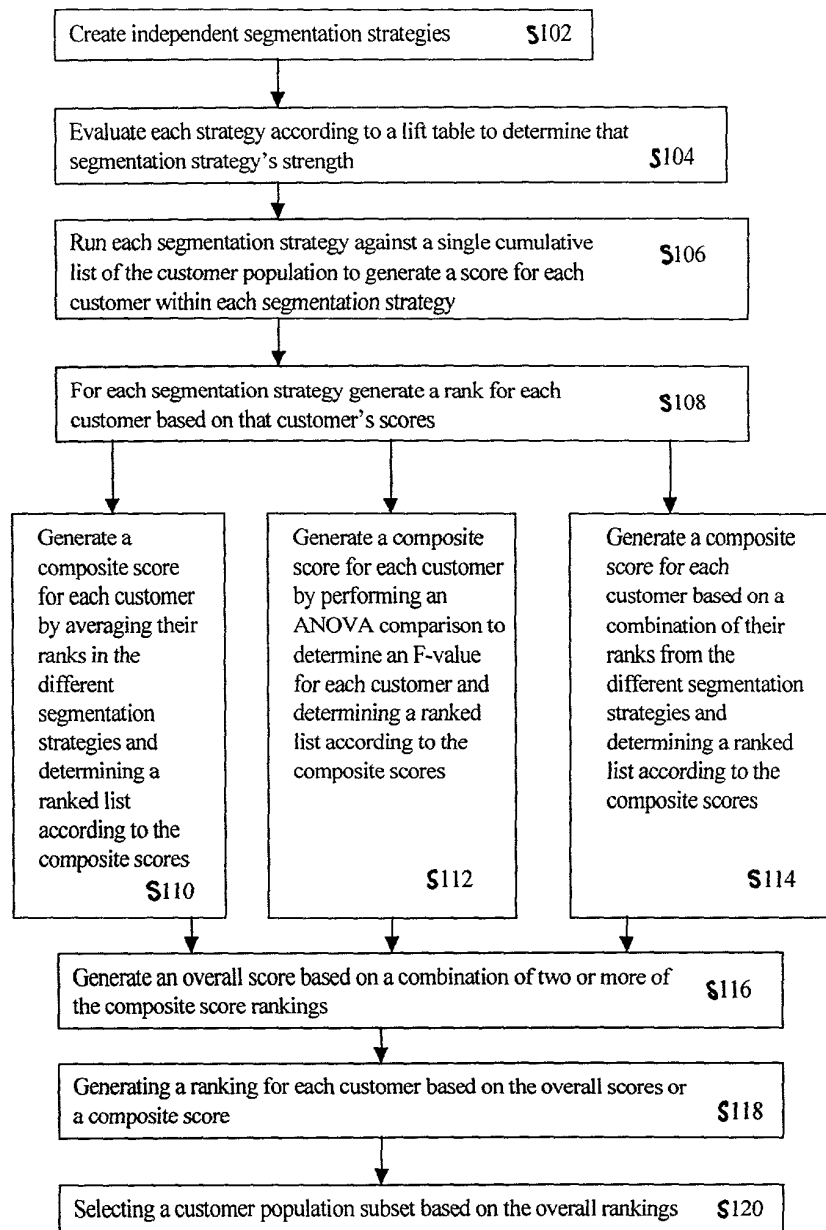 Create independent segmentation strategies S102
Evaluate each strategy according to a lift table to determine that
segmentation strategy's strength S104
Run each segmentation strategy against a single cumulative S106
list of the customer population to generate a score for each
customer within each segmentation strategy
For each segmentation strategy generate a rank for each
customer based on that customer's scores S108
Generate a
composite score
for each customer
by averaging their
ranks in the
different
segmentation
strategies and
determining a
ranked list
according to the
composite scores
S110
Generate a composite
score for each customer
by performing an
ANOVA comparison to
determine an F-value
for each customer and
determining a ranked
list according to the
composite scores
S112
Generate a composite
score for each
customer based on a
combination of their
ranks from the
different segmentation
strategies and
determining a ranked
list according to the
composite scores
S114
Generate an overall score based on a combination of two or more of
the composite score rankings S116
Generating a ranking for each customer based on the overall scores or
a composite score S118
Selecting a customer population subset based on the overall rankings S120